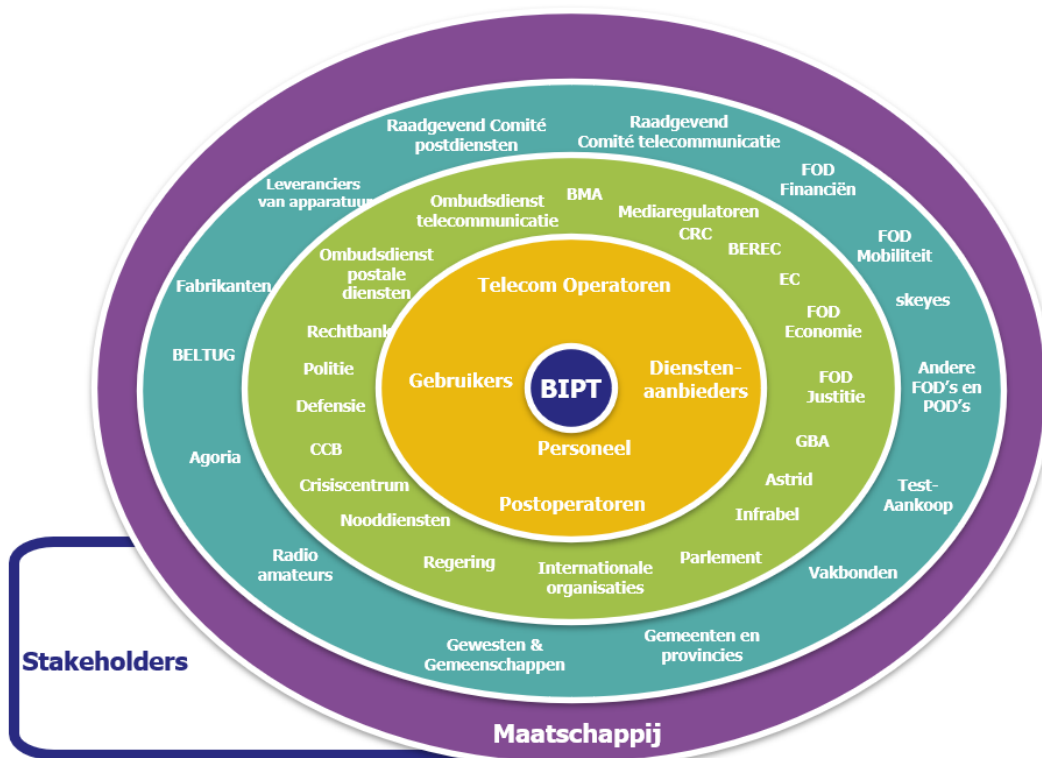 Raadgevend Comité
postdiensten
Raadgevend
Comité telecommunicatie
FOD
Financiën
Leveranciers
van apparatuur
Ombudsdienst
telecommunicatie
BMA
Mediaregulatoren
CRC
BEREC
FOD
Mobiliteit
Ombudsdienst
postale
diensten
Fabrikanten
Telecom Operatoren
EC
skeyes
FOD
Economie
Rechtbank
BELTUG
Politie
Gebruikers
BIPT
Diensten-
aanbieders
FOD
Justitie
Andere
FOD's en
POD's
Defensie
CCB
Personeel
GBA
Agoria
Crisiscentrum
Astrid
Test-
Aankoop
Nooddiensten
Postoperatoren
Infrabel
Radio
amateurs
Regering
Internationale
organisaties
Parlement
Vakbonden
Gewesten &
Gemeenschappen
Gemeenten en
provincies
Stakeholders
Maatschappij